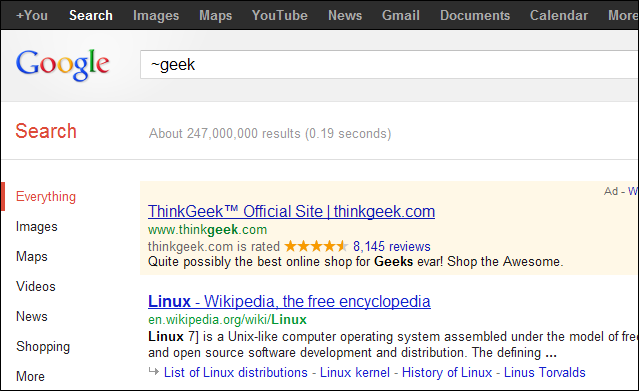 +You Search Images Maps YouTube News Gmail Documents Calendar More
Google
~geek
Search
About 247,000,000 results (0.19 seconds)
Everything
Images
Maps
Videos
News
Shopping
More
Ad - W
ThinkGeek™ Official Site | thinkgeek.com
www.thinkgeek.com
thinkgeek.com is rated 8,145 reviews
Quite possibly the best online shop for Geeks evar! Shop the Awesome.
Linux - Wikipedia, the free encyclopedia
en.wikipedia.org/wiki/Linux
Linux 7] is a Unix-like computer operating system assembled under the model of free
and open source software development and distribution. The defining ...
List of Linux distributions - Linux kernel - History of Linux - Linus Torvalds